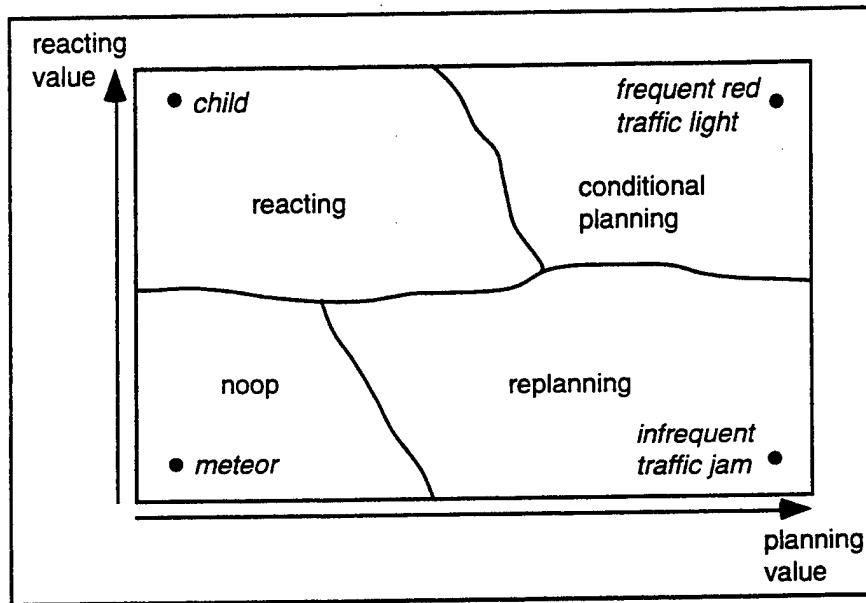 reacting
value
child
frequent red
traffic light
reacting
conditional
planning
noop
replanning
meteor
infrequent
traffic jam
planning
value